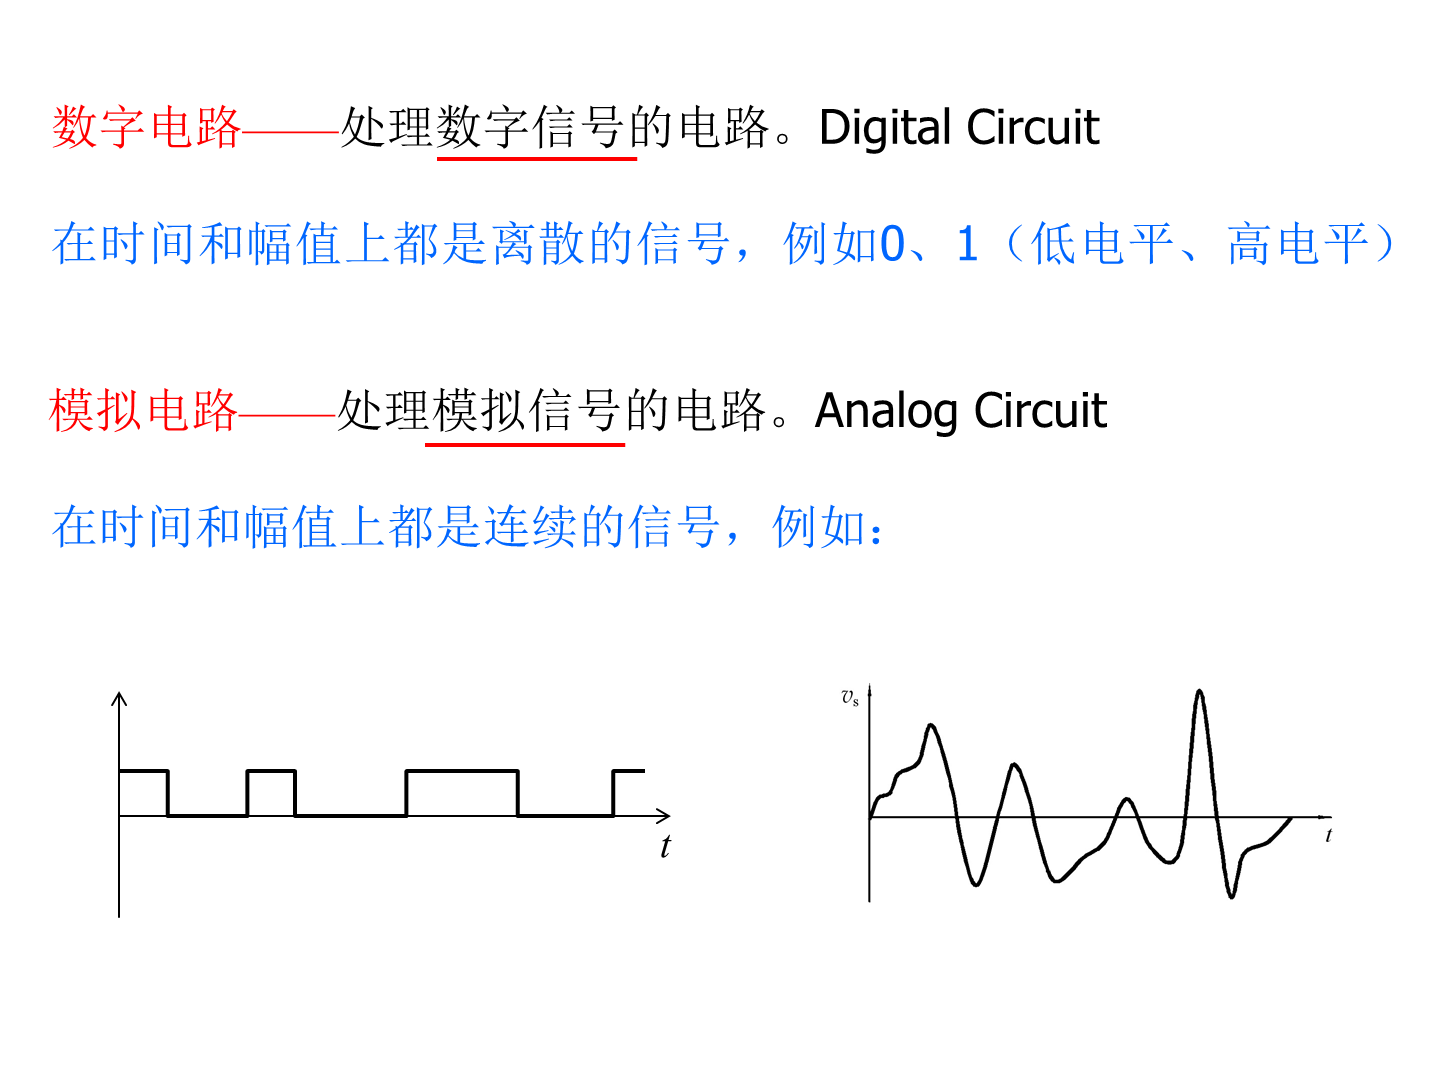 数字电路——处理数字信号的电路。Digital Circuit
在时间和幅值上都是离散的信号，例如0、1（低电平、高电平）
模拟电路——处理模拟信号的电路。Analog Circuit
在时间和幅值上都是连续的信号，例如：
t
vs
t